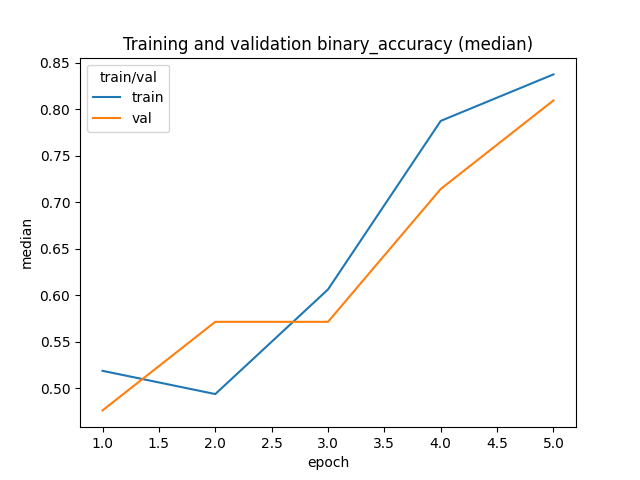 Training and validation binary_accuracy (median)
train/val
train
val
median
0.85
0.80
0.75
0.70
0.65
0.60
0.55
0.50
1.0 1.5 2.0 2.5 3.0 3.5 4.0 4.5 5.0
epoch